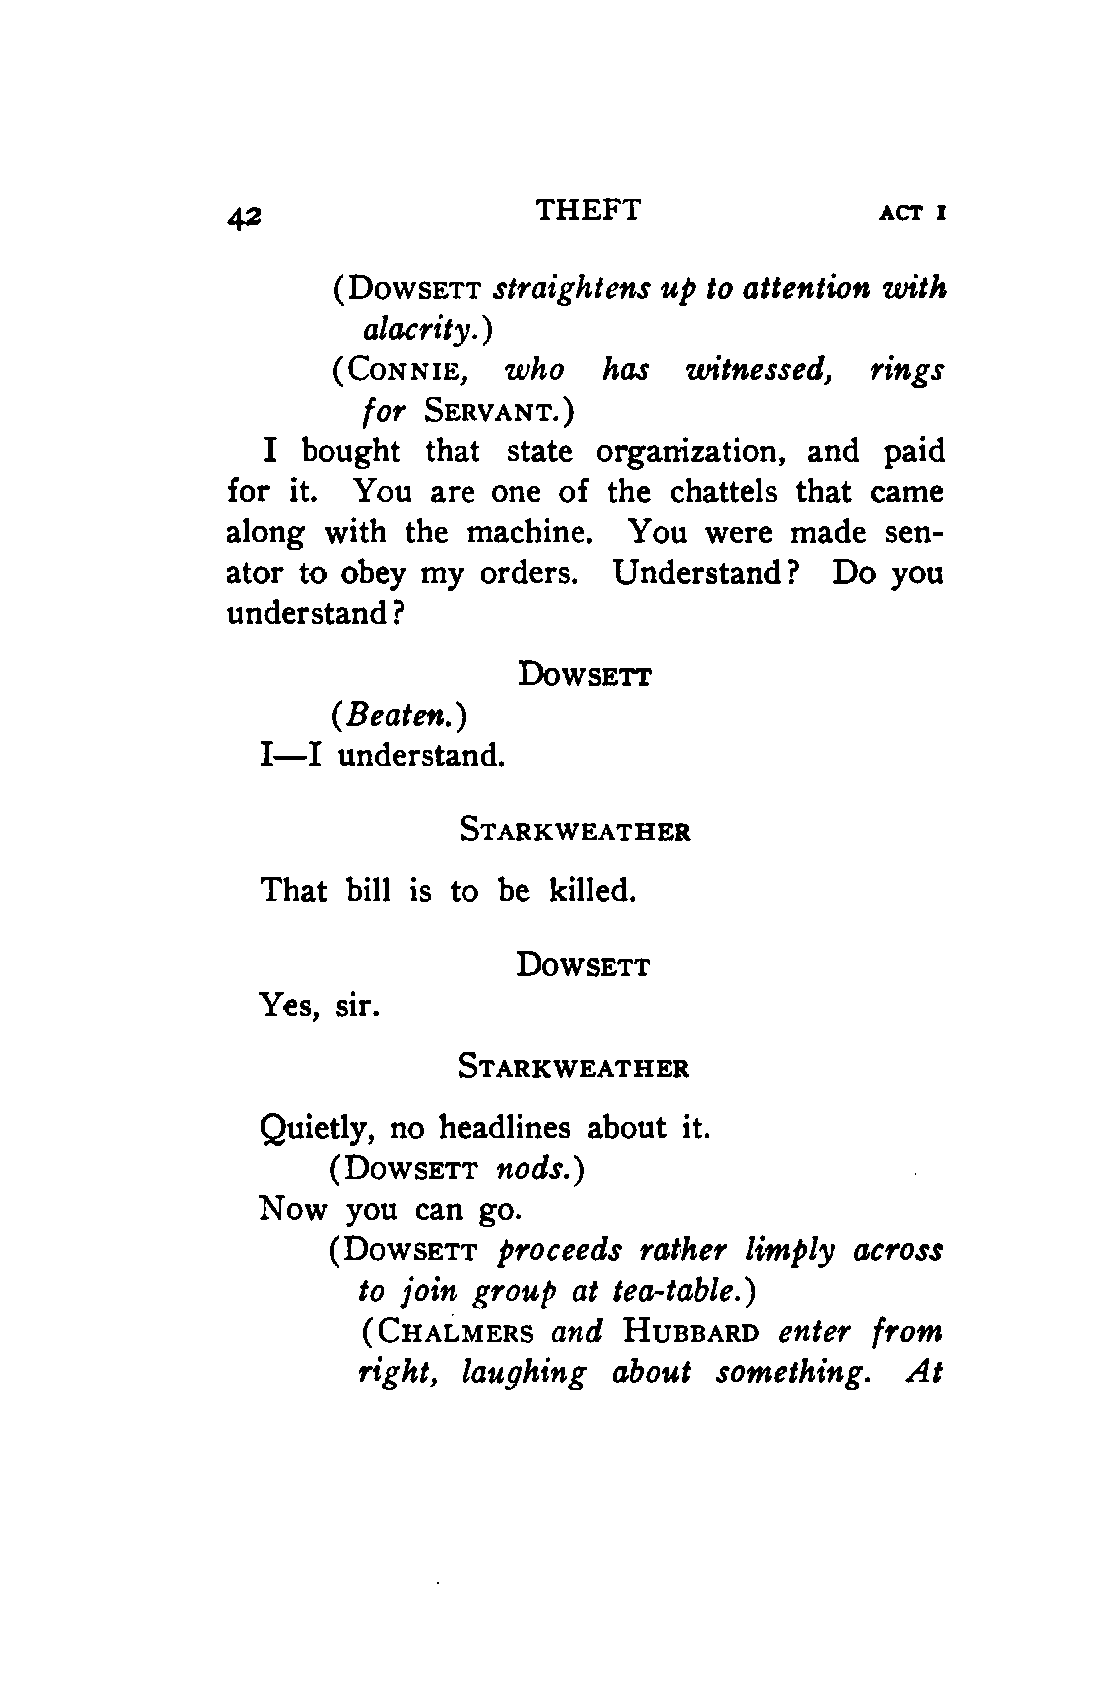 42 THEFT ACT I
(DOWSETT straightens up to attention with
alacrity.)
(CONNIE, who has witnessed, rings
for SERVANT.)
I bought that state organization, and paid
for it. You are one of the chattels that came
along with the machine. You were made sen-
ator to obey my orders. Understand? Do you
understand?
DOWSETT
(Beaten.)
I—I understand.
STARKWEATHER
That bill is to be killed.
DOWSETT
Yes, sir.
STARKWEATHER
Quietly, no headlines about it.
(DOWSETT nods.)
Now you can go.
(DOWSETT proceeds rather limply across
to join group at tea-table.)
(CHALMERS and HUBBARD enter from
right, laughing about something. At